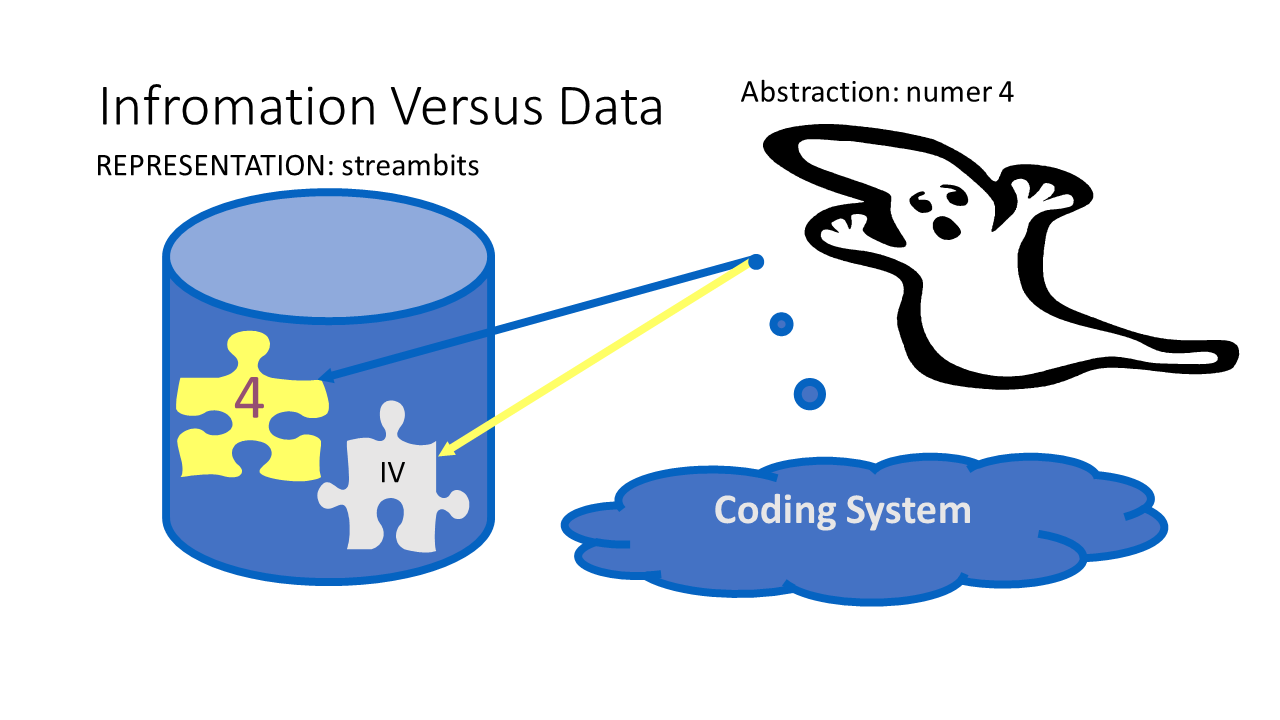 Infromation Versus Data
Abstraction: numer 4
REPRESENTATION: streambits
4
IV
Coding System